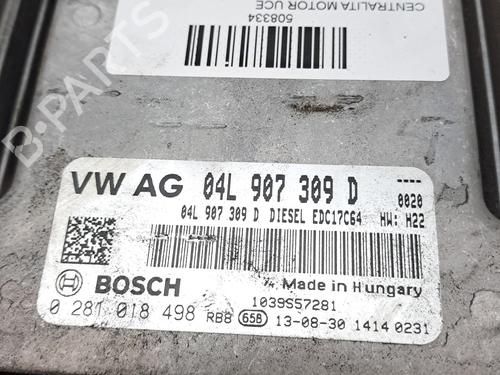 CENTRALITA MOTOR UCE
508334
B-PARTS
VW AG 04L 907 309 D
0020
04L 907 309 D DIESEL EDC17C64 HW: H22
BOSCH
Made in Hungary
1039S57281
0 281 018 498 RB8 658 13-08-30 1414 0231